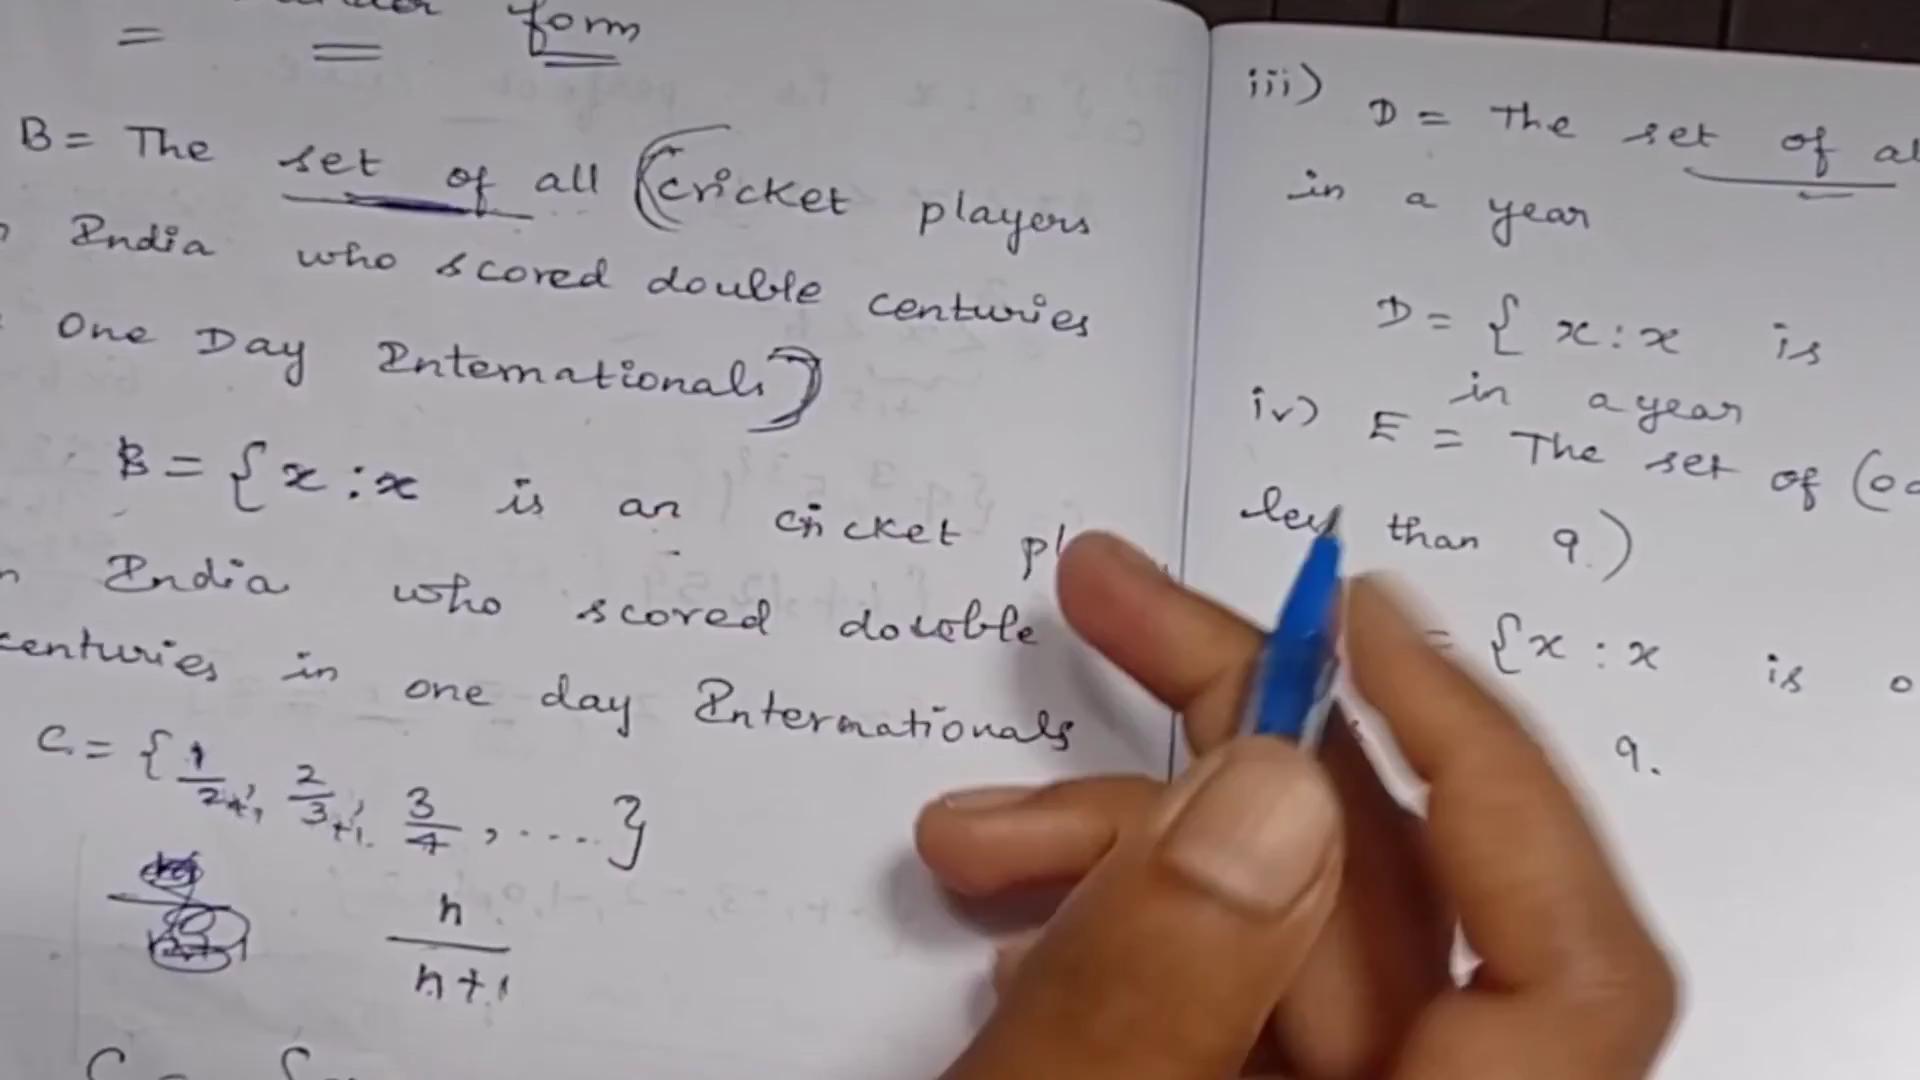 form
B = The set of all (cricket players
India who scored double centuries
One Day Internationals)
B = { x : x is an cricket
India who scored double
centuries in one day Internationals
C = { 1/2+1, 2/3+1, 3/4, .... }
n/n+1
iii) D = The set of
in a year
D = { x : x is
in a year
iv) E = The set of
less than 9.)
= { x : x is
9.